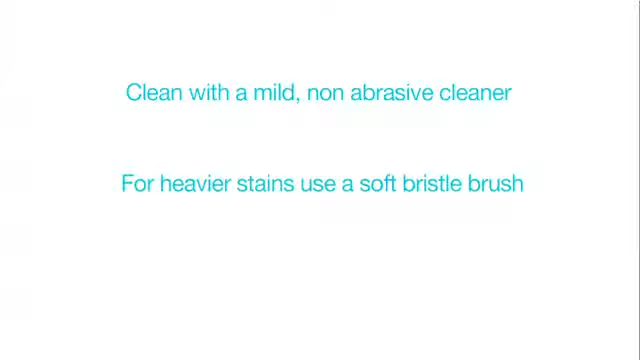 Clean with a mild, non abrasive cleaner
For heavier stains use a soft bristle brush